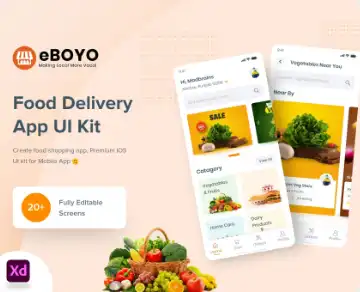 eBOYO
Making Local More Vocal
Food Delivery
App UI Kit
Create food shopping app, Premium iOS
UI kit for Mobile App
20+
Fully Editable
Screens
Xd
Hi, Mailbrains
SALE
Category
View All
Vegetables
& Fruits
Home Care
Dairy
Products
Vegetables Near You
Near By